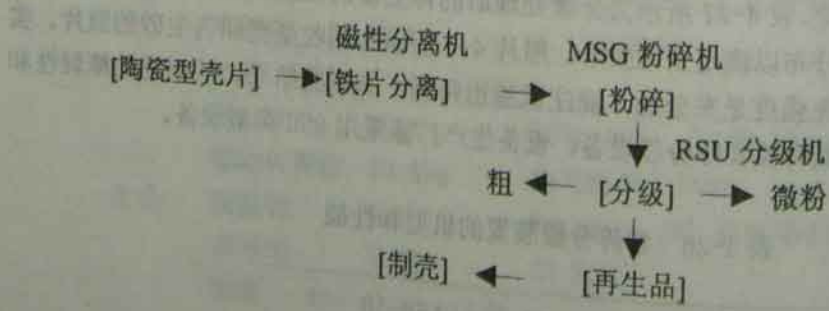 磁性分离机 MSG 粉碎机
[陶瓷型壳片] [铁片分离] [粉碎]
RSU 分级机
粗 [分级] 微粉
[制壳] [再生品]